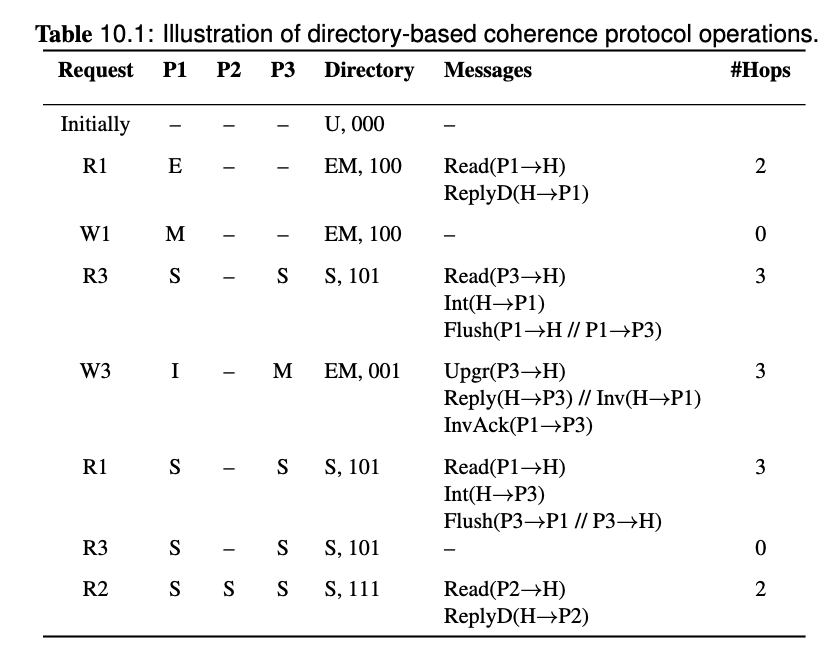 Table 10.1: Illustration of directory-based coherence protocol operations.
Request P1 P2 P3 Directory Messages #Hops
Initially – – – U, 000 –
R1 E – – EM, 100 Read(P1→H) 2
ReplyD(H→P1)
W1 M – – EM, 100 – 0
R3 S – S S, 101 Read(P3→H) 3
Int(H→P1)
Flush(P1→H // P1→P3)
W3 I – M EM, 001 Upgr(P3→H) 3
Reply(H→P3) // Inv(H→P1)
InvAck(P1→P3)
R1 S – S S, 101 Read(P1→H) 3
Int(H→P3)
Flush(P3→P1 // P3→H)
R3 S – S S, 101 – 0
R2 S S S S, 111 Read(P2→H) 2
ReplyD(H→P2)